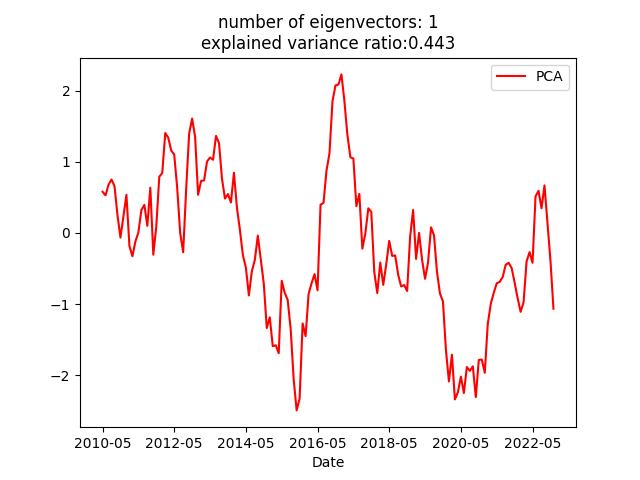 number of eigenvectors: 1
explained variance ratio:0.443
PCA
2
1
0
−1
−2
2010-05 2012-05 2014-05 2016-05 2018-05 2020-05 2022-05
Date